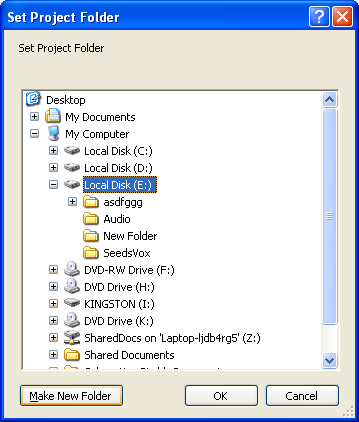 Set Project Folder
Set Project Folder
Desktop
My Documents
My Computer
Local Disk (C:)
Local Disk (D:)
Local Disk (E:)
asdfggg
Audio
New Folder
SeedsVox
DVD-RW Drive (F:)
DVD Drive (H:)
KINGSTON (I:)
DVD Drive (K:)
SharedDocs on 'Laptop-ljdb4rg5' (Z:)
Shared Documents
Make New Folder
OK
Cancel